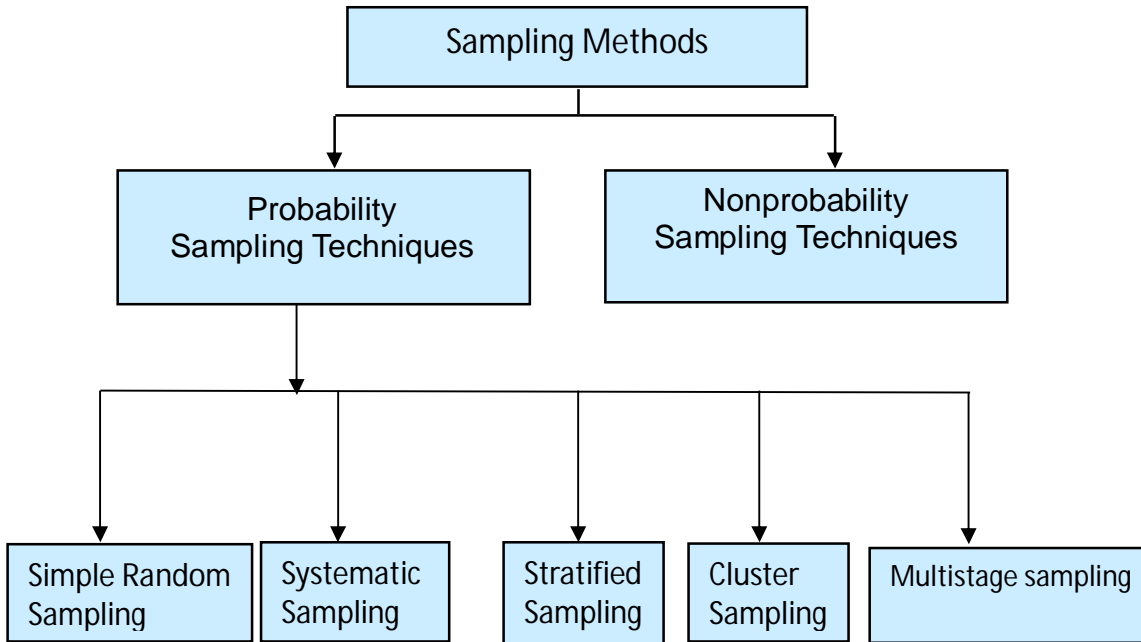 Sampling Methods
Probability
Sampling Techniques
Nonprobability
Sampling Techniques
Simple Random
Sampling
Systematic
Sampling
Stratified
Sampling
Cluster
Sampling
Multistage sampling